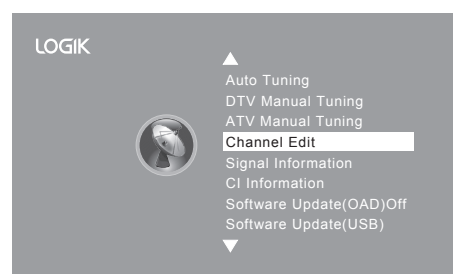 LOGIK
Auto Tuning
DTV Manual Tuning
ATV Manual Tuning
Channel Edit
Signal Information
CI Information
Software Update(OAD)Off
Software Update(USB)